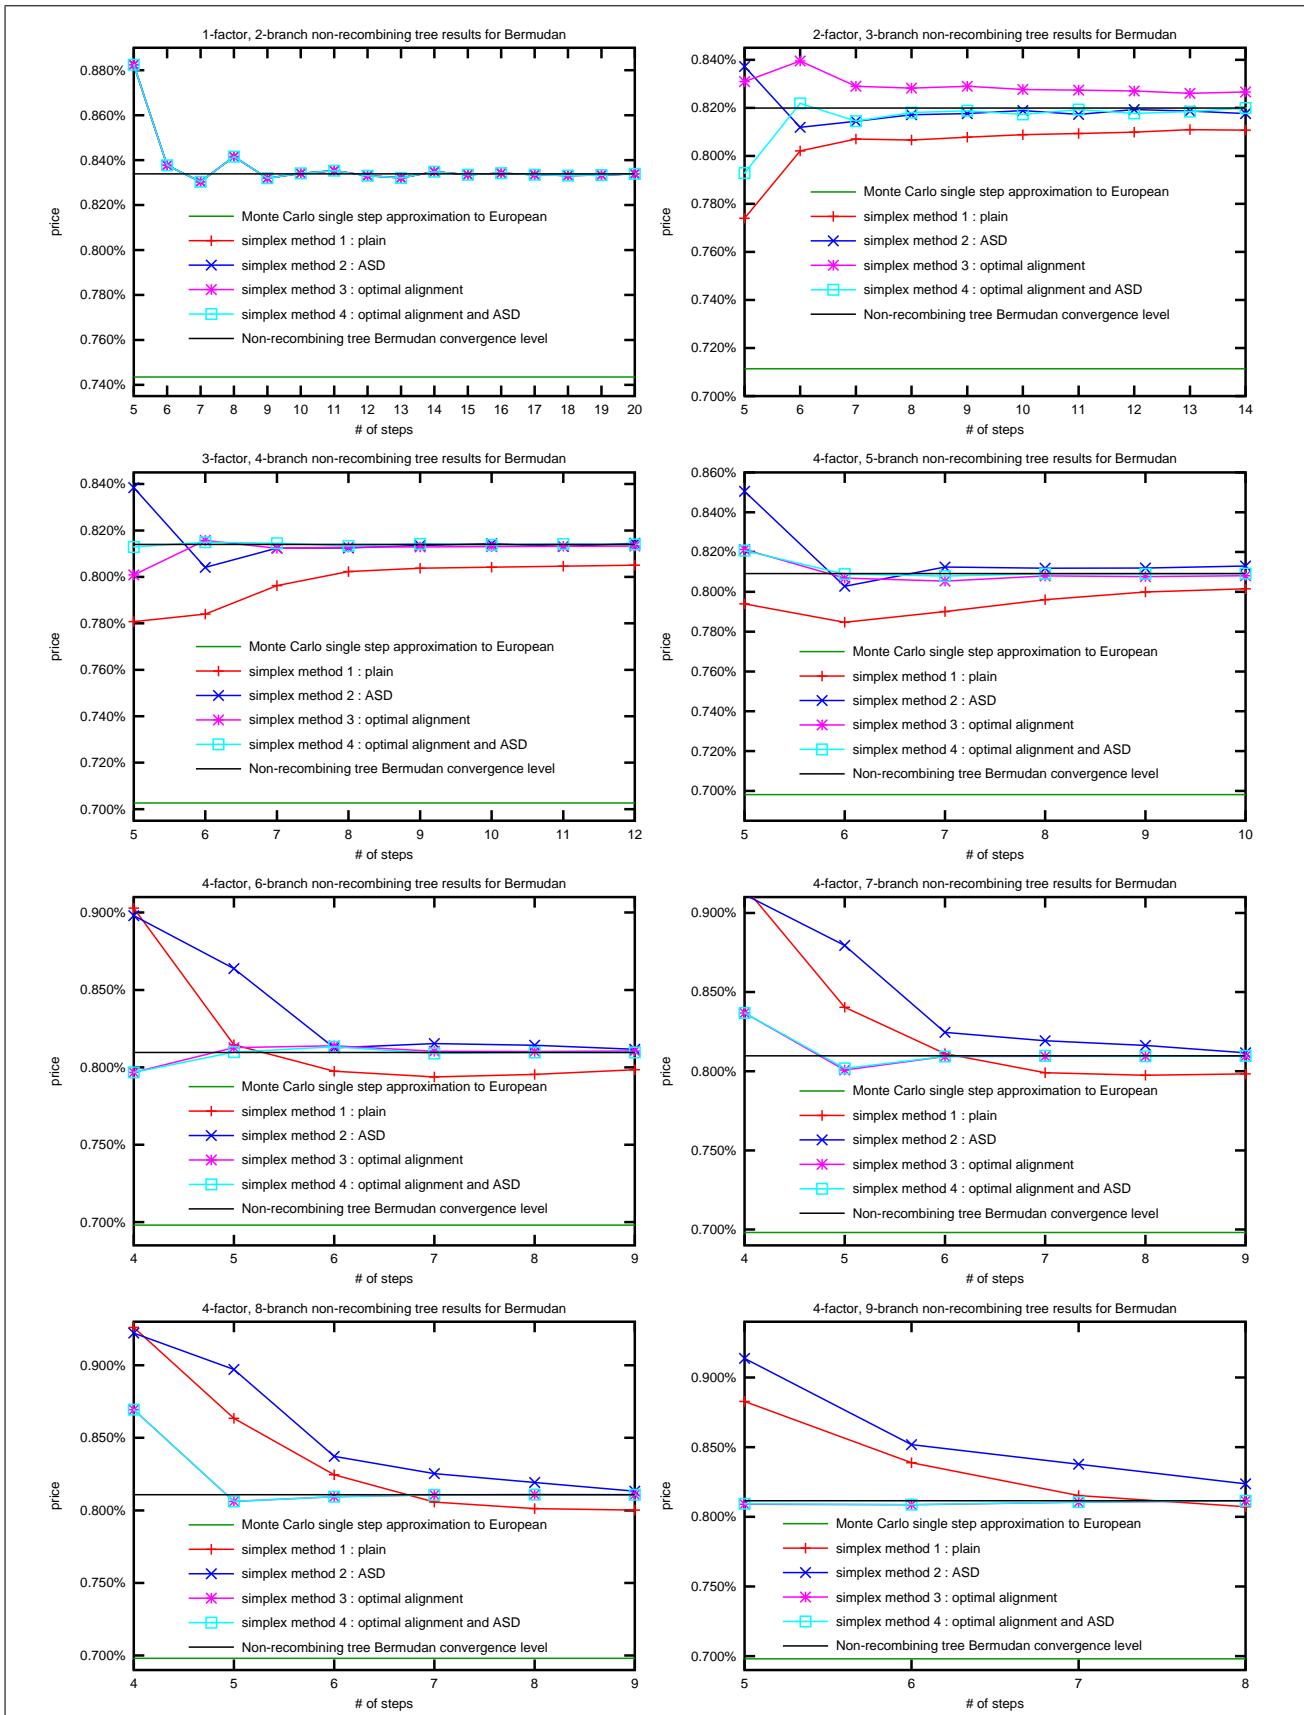 1-factor, 2-branch non-recombining tree results for Bermudan
0.880%
0.860%
0.840%
0.820%
0.800%
0.780%
0.760%
0.740%
price
Monte Carlo single step approximation to European
simplex method 1 : plain
simplex method 2 : ASD
simplex method 3 : optimal alignment
simplex method 4 : optimal alignment and ASD
Non-recombining tree Bermudan convergence level
5 6 7 8 9 10 11 12 13 14 15 16 17 18 19 20
# of steps
2-factor, 3-branch non-recombining tree results for Bermudan
0.840%
0.820%
0.800%
0.780%
0.760%
0.740%
0.720%
0.700%
price
Monte Carlo single step approximation to European
simplex method 1 : plain
simplex method 2 : ASD
simplex method 3 : optimal alignment
simplex method 4 : optimal alignment and ASD
Non-recombining tree Bermudan convergence level
5 6 7 8 9 10 11 12 13 14
# of steps
3-factor, 4-branch non-recombining tree results for Bermudan
0.840%
0.820%
0.800%
0.780%
0.760%
0.740%
0.720%
0.700%
price
Monte Carlo single step approximation to European
simplex method 1 : plain
simplex method 2 : ASD
simplex method 3 : optimal alignment
simplex method 4 : optimal alignment and ASD
Non-recombining tree Bermudan convergence level
5 6 7 8 9 10 11 12
# of steps
4-factor, 5-branch non-recombining tree results for Bermudan
0.860%
0.840%
0.820%
0.800%
0.780%
0.760%
0.740%
0.720%
0.700%
price
Monte Carlo single step approximation to European
simplex method 1 : plain
simplex method 2 : ASD
simplex method 3 : optimal alignment
simplex method 4 : optimal alignment and ASD
Non-recombining tree Bermudan convergence level
5 6 7 8 9 10
# of steps
4-factor, 6-branch non-recombining tree results for Bermudan
0.900%
0.850%
0.800%
0.750%
0.700%
price
Monte Carlo single step approximation to European
simplex method 1 : plain
simplex method 2 : ASD
simplex method 3 : optimal alignment
simplex method 4 : optimal alignment and ASD
Non-recombining tree Bermudan convergence level
4 5 6 7 8 9
# of steps
4-factor, 7-branch non-recombining tree results for Bermudan
0.900%
0.850%
0.800%
0.750%
0.700%
price
Monte Carlo single step approximation to European
simplex method 1 : plain
simplex method 2 : ASD
simplex method 3 : optimal alignment
simplex method 4 : optimal alignment and ASD
Non-recombining tree Bermudan convergence level
4 5 6 7 8 9
# of steps
4-factor, 8-branch non-recombining tree results for Bermudan
0.900%
0.850%
0.800%
0.750%
0.700%
price
Monte Carlo single step approximation to European
simplex method 1 : plain
simplex method 2 : ASD
simplex method 3 : optimal alignment
simplex method 4 : optimal alignment and ASD
Non-recombining tree Bermudan convergence level
4 5 6 7 8 9
# of steps
4-factor, 9-branch non-recombining tree results for Bermudan
0.900%
0.850%
0.800%
0.750%
0.700%
price
Monte Carlo single step approximation to European
simplex method 1 : plain
simplex method 2 : ASD
simplex method 3 : optimal alignment
simplex method 4 : optimal alignment and ASD
Non-recombining tree Bermudan convergence level
5 6 7 8
# of steps